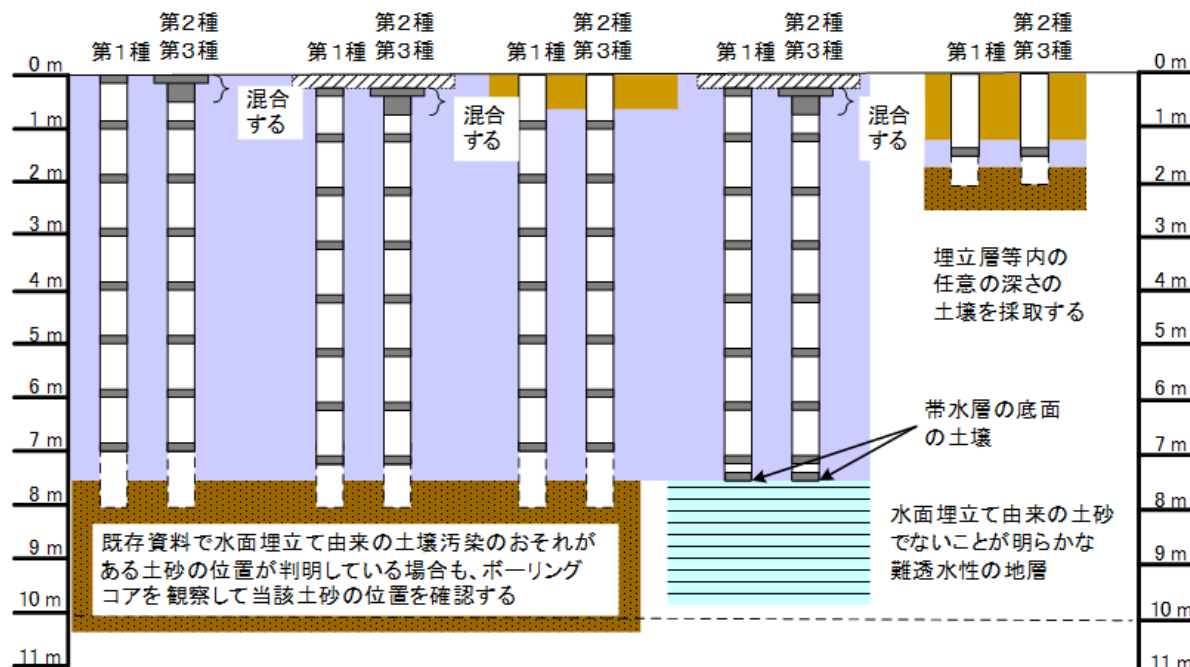 第２種
第１種 第３種
第２種
第１種 第３種
第２種
第１種 第３種
第２種
第１種 第３種
第２種
第１種 第３種
0 m
1 m
2 m
3 m
4 m
5 m
6 m
7 m
8 m
9 m
10 m
11 m
混合
する
混合
する
混合
する
0 m
1 m
2 m
3 m
4 m
5 m
6 m
7 m
8 m
9 m
10 m
11 m
埋立層等内の
任意の深さの
土壌を採取する
帯水層の底面
の土壌
水面埋立て由来の土砂
でないことが明らかな
難透水性の地層
既存資料で水面埋立て由来の土壌汚染のおそれが
ある土砂の位置が判明している場合も、ボーリング
コアを観察して当該土砂の位置を確認する